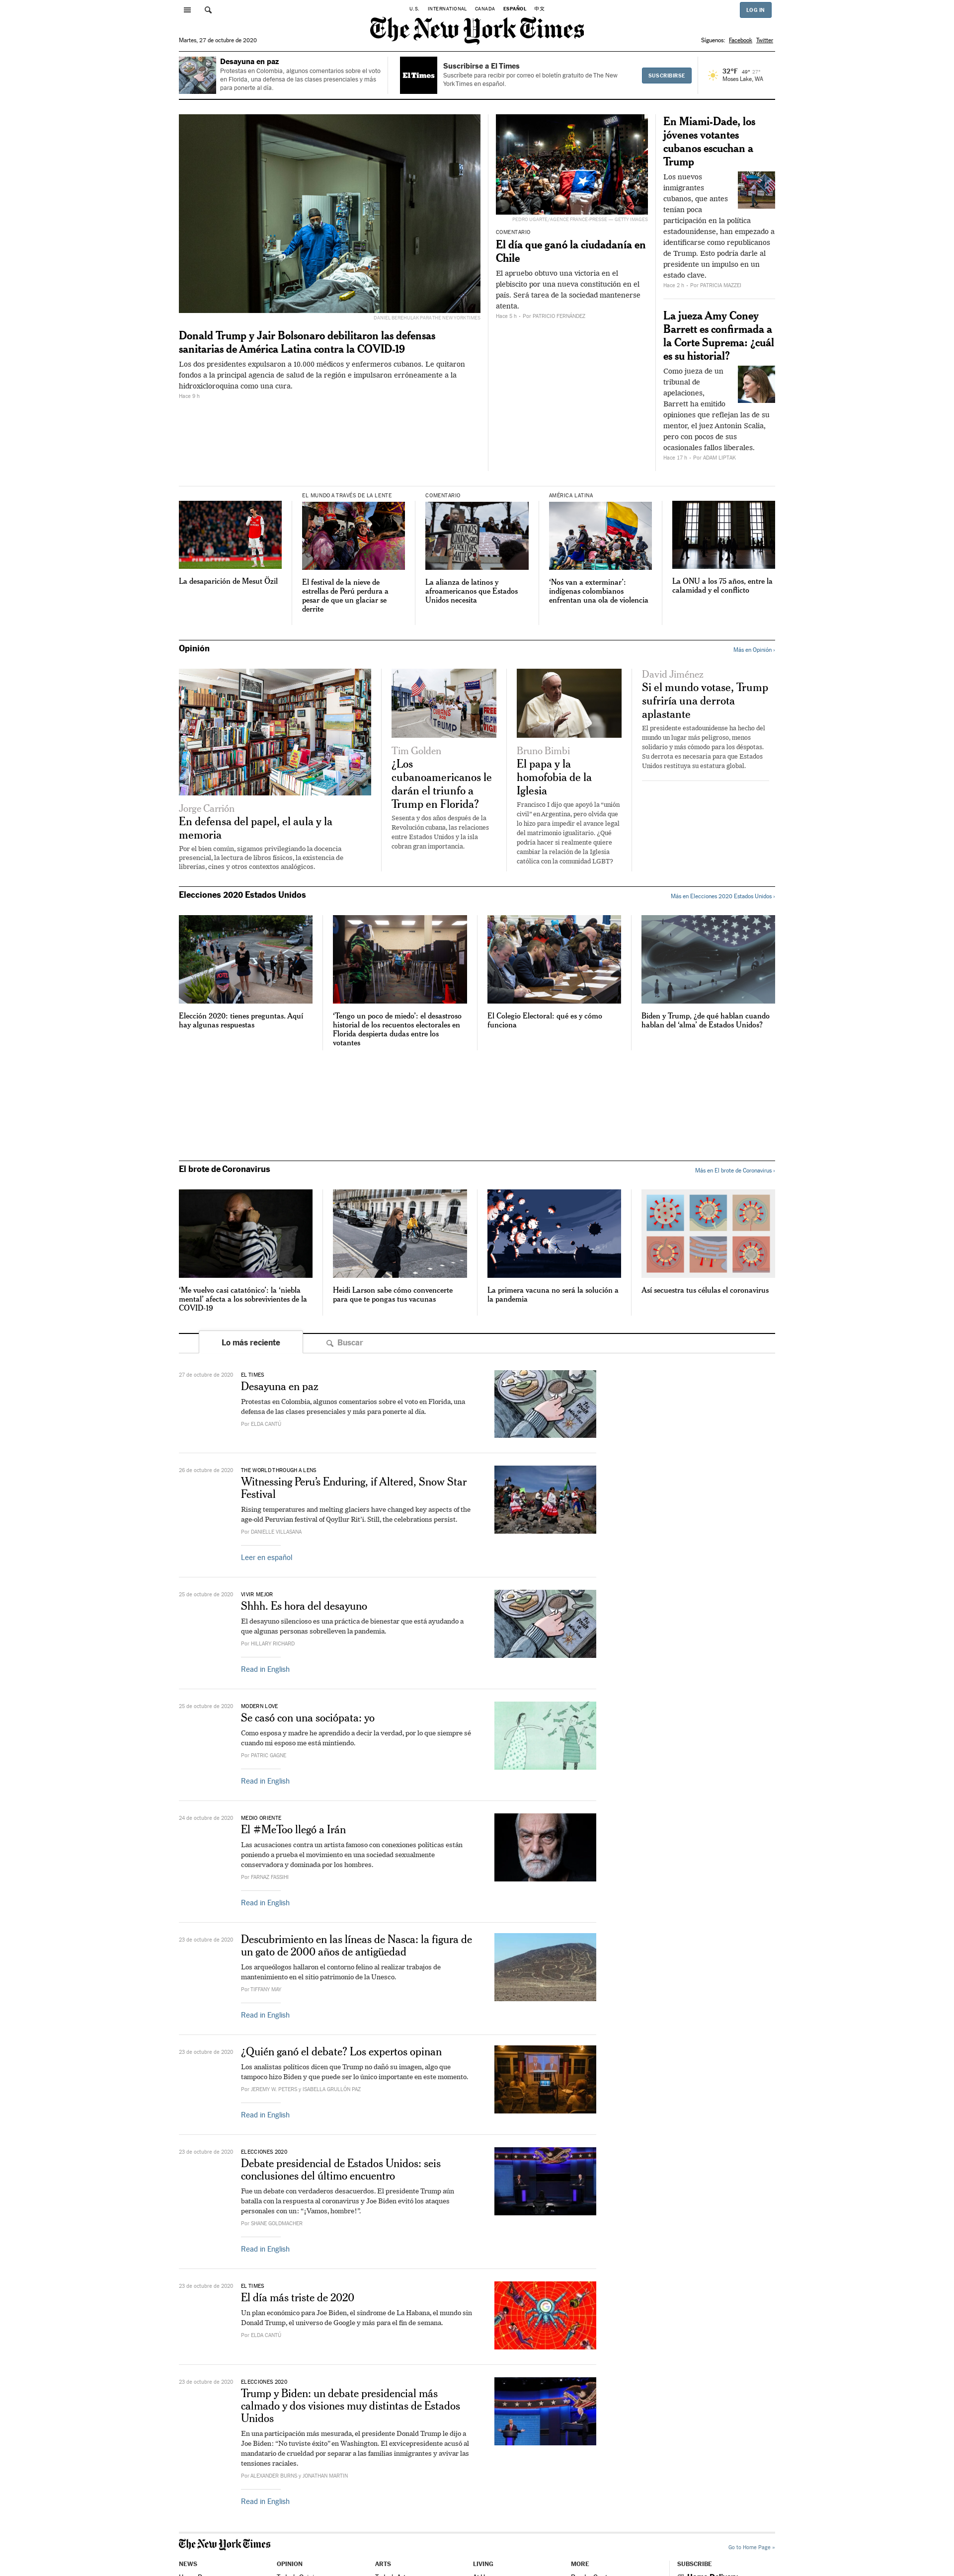 U.S. INTERNATIONAL CANADA ESPAÑOL 中文
LOG IN
The New York Times
Martes, 27 de octubre de 2020
Síguenos: Facebook Twitter
Desayuna en paz
Protestas en Colombia, algunos comentarios sobre el voto
en Florida, una defensa de las clases presenciales y más
para ponerte al día.
El Times
Suscribirse a El Times
Suscríbete para recibir por correo el boletín gratuito de The New
York Times en español.
SUSCRIBIRSE
32°F 48° 27°
Moses Lake, WA
DANIEL BEREHULAK PARA THE NEW YORK TIMES
Donald Trump y Jair Bolsonaro debilitaron las defensas
sanitarias de América Latina contra la COVID-19
Los dos presidentes expulsaron a 10.000 médicos y enfermeros cubanos. Le quitaron
fondos a la principal agencia de salud de la región e impulsaron erróneamente a la
hidroxicloroquina como una cura.
Hace 9 h
PEDRO UGARTE/AGENCE FRANCE-PRESSE — GETTY IMAGES
COMENTARIO
El día que ganó la ciudadanía en
Chile
El apruebo obtuvo una victoria en el
plebiscito por una nueva constitución en el
país. Será tarea de la sociedad mantenerse
atenta.
Hace 5 h • Por PATRICIO FERNÁNDEZ
En Miami-Dade, los
jóvenes votantes
cubanos escuchan a
Trump
Los nuevos
inmigrantes
cubanos, que antes
tenían poca
participación en la política
estadounidense, han empezado a
identificarse como republicanos
de Trump. Esto podría darle al
presidente un impulso en un
estado clave.
Hace 2 h • Por PATRICIA MAZZEI
La jueza Amy Coney
Barrett es confirmada a
la Corte Suprema: ¿cuál
es su historial?
Como jueza de un
tribunal de
apelaciones,
Barrett ha emitido
opiniones que reflejan las de su
mentor, el juez Antonin Scalia,
pero con pocos de sus
ocasionales fallos liberales.
Hace 17 h • Por ADAM LIPTAK
La desaparición de Mesut Özil
EL MUNDO A TRAVÉS DE LA LENTE
El festival de la nieve de
estrellas de Perú perdura a
pesar de que un glaciar se
derrite
COMENTARIO
La alianza de latinos y
afroamericanos que Estados
Unidos necesita
AMÉRICA LATINA
‘Nos van a exterminar’:
indígenas colombianos
enfrentan una ola de violencia
La ONU a los 75 años, entre la
calamidad y el conflicto
Opinión
Más en Opinión ›
Jorge Carrión
En defensa del papel, el aula y la
memoria
Por el bien común, sigamos privilegiando la docencia
presencial, la lectura de libros físicos, la existencia de
librerías, cines y otros contextos analógicos.
Tim Golden
¿Los
cubanoamericanos le
darán el triunfo a
Trump en Florida?
Sesenta y dos años después de la
Revolución cubana, las relaciones
entre Estados Unidos y la isla
cobran gran importancia.
Bruno Bimbi
El papa y la
homofobia de la
Iglesia
Francisco I dijo que apoyó la “unión
civil” en Argentina, pero olvida que
lo hizo para impedir el avance legal
del matrimonio igualitario. ¿Qué
podría hacer si realmente quiere
cambiar la relación de la Iglesia
católica con la comunidad LGBT?
David Jiménez
Si el mundo votase, Trump
sufriría una derrota
aplastante
El presidente estadounidense ha hecho del
mundo un lugar más peligroso, menos
solidario y más cómodo para los déspotas.
Su derrota es necesaria para que Estados
Unidos restituya su estatura global.
Elecciones 2020 Estados Unidos
Más en Elecciones 2020 Estados Unidos ›
Elección 2020: tienes preguntas. Aquí
hay algunas respuestas
‘Tengo un poco de miedo’: el desastroso
historial de los recuentos electorales en
Florida despierta dudas entre los
votantes
El Colegio Electoral: qué es y cómo
funciona
Biden y Trump, ¿de qué hablan cuando
hablan del ‘alma’ de Estados Unidos?
El brote de Coronavirus
Más en El brote de Coronavirus ›
‘Me vuelvo casi catatónico’: la ‘niebla
mental’ afecta a los sobrevivientes de la
COVID-19
Heidi Larson sabe cómo convencerte
para que te pongas tus vacunas
La primera vacuna no será la solución a
la pandemia
Así secuestra tus células el coronavirus
Lo más reciente
Buscar
27 de octubre de 2020
EL TIMES
Desayuna en paz
Protestas en Colombia, algunos comentarios sobre el voto en Florida, una
defensa de las clases presenciales y más para ponerte al día.
Por ELDA CANTÚ
26 de octubre de 2020
THE WORLD THROUGH A LENS
Witnessing Peru’s Enduring, if Altered, Snow Star
Festival
Rising temperatures and melting glaciers have changed key aspects of the
age-old Peruvian festival of Qoyllur Rit’i. Still, the celebrations persist.
Por DANIELLE VILLASANA
Leer en español
25 de octubre de 2020
VIVIR MEJOR
Shhh. Es hora del desayuno
El desayuno silencioso es una práctica de bienestar que está ayudando a
que algunas personas sobrelleven la pandemia.
Por HILLARY RICHARD
Read in English
25 de octubre de 2020
MODERN LOVE
Se casó con una sociópata: yo
Como esposa y madre he aprendido a decir la verdad, por lo que siempre sé
cuando mi esposo me está mintiendo.
Por PATRIC GAGNE
Read in English
24 de octubre de 2020
MEDIO ORIENTE
El #MeToo llegó a Irán
Las acusaciones contra un artista famoso con conexiones políticas están
poniendo a prueba el movimiento en una sociedad sexualmente
conservadora y dominada por los hombres.
Por FARNAZ FASSIHI
Read in English
23 de octubre de 2020
Descubrimiento en las líneas de Nasca: la figura de
un gato de 2000 años de antigüedad
Los arqueólogos hallaron el contorno felino al realizar trabajos de
mantenimiento en el sitio patrimonio de la Unesco.
Por TIFFANY MAY
Read in English
23 de octubre de 2020
¿Quién ganó el debate? Los expertos opinan
Los analistas políticos dicen que Trump no dañó su imagen, algo que
tampoco hizo Biden y que puede ser lo único importante en este momento.
Por JEREMY W. PETERS y ISABELLA GRULLÓN PAZ
Read in English
23 de octubre de 2020
ELECCIONES 2020
Debate presidencial de Estados Unidos: seis
conclusiones del último encuentro
Fue un debate con verdaderos desacuerdos. El presidente Trump aún
batalla con la respuesta al coronavirus y Joe Biden evitó los ataques
personales con un: “¡Vamos, hombre!”.
Por SHANE GOLDMACHER
Read in English
23 de octubre de 2020
EL TIMES
El día más triste de 2020
Un plan económico para Joe Biden, el síndrome de La Habana, el mundo sin
Donald Trump, el universo de Google y más para el fin de semana.
Por ELDA CANTÚ
23 de octubre de 2020
ELECCIONES 2020
Trump y Biden: un debate presidencial más
calmado y dos visiones muy distintas de Estados
Unidos
En una participación más mesurada, el presidente Donald Trump le dijo a
Joe Biden: “No tuviste éxito” en Washington. El exvicepresidente acusó al
mandatario de crueldad por separar a las familias inmigrantes y avivar las
tensiones raciales.
Por ALEXANDER BURNS y JONATHAN MARTIN
Read in English
The New York Times
Go to Home Page »
NEWS OPINION ARTS LIVING MORE SUBSCRIBE